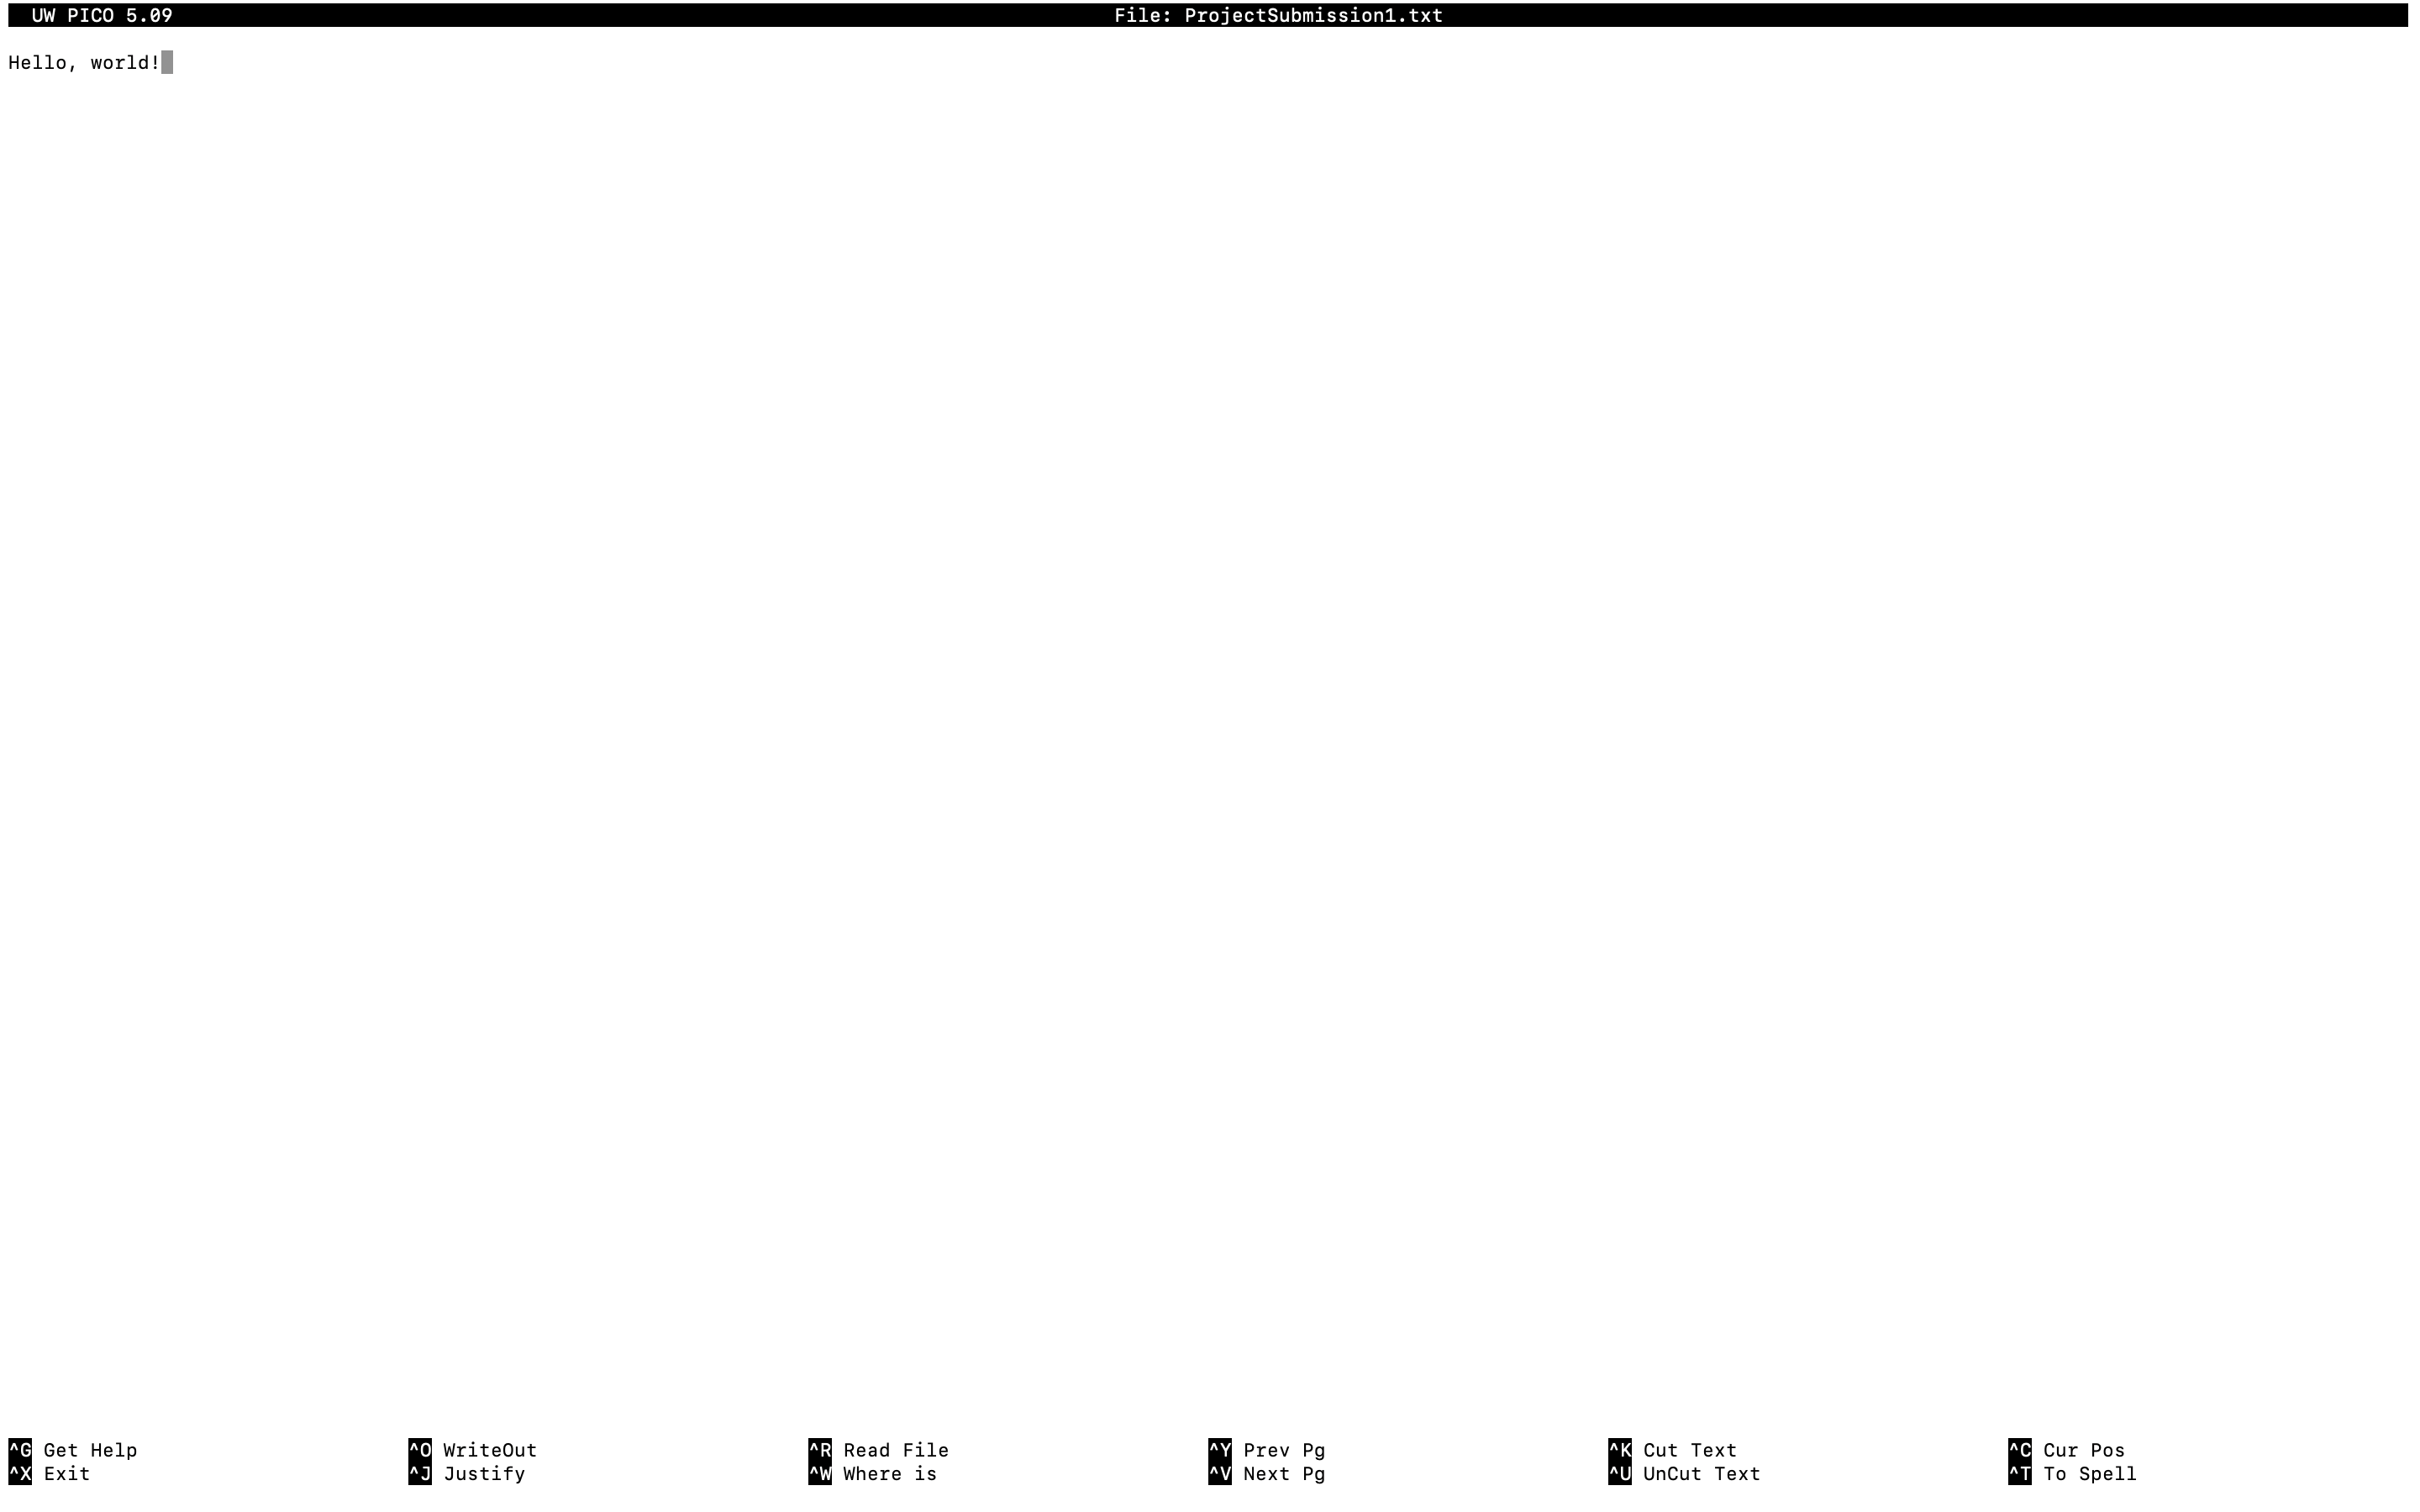 UW PICO 5.09 File: ProjectSubmission1.txt
Hello, world!
^G Get Help ^O WriteOut ^R Read File ^Y Prev Pg ^K Cut Text ^C Cur Pos
^X Exit ^J Justify ^W Where is ^V Next Pg ^U UnCut Text ^T To Spell